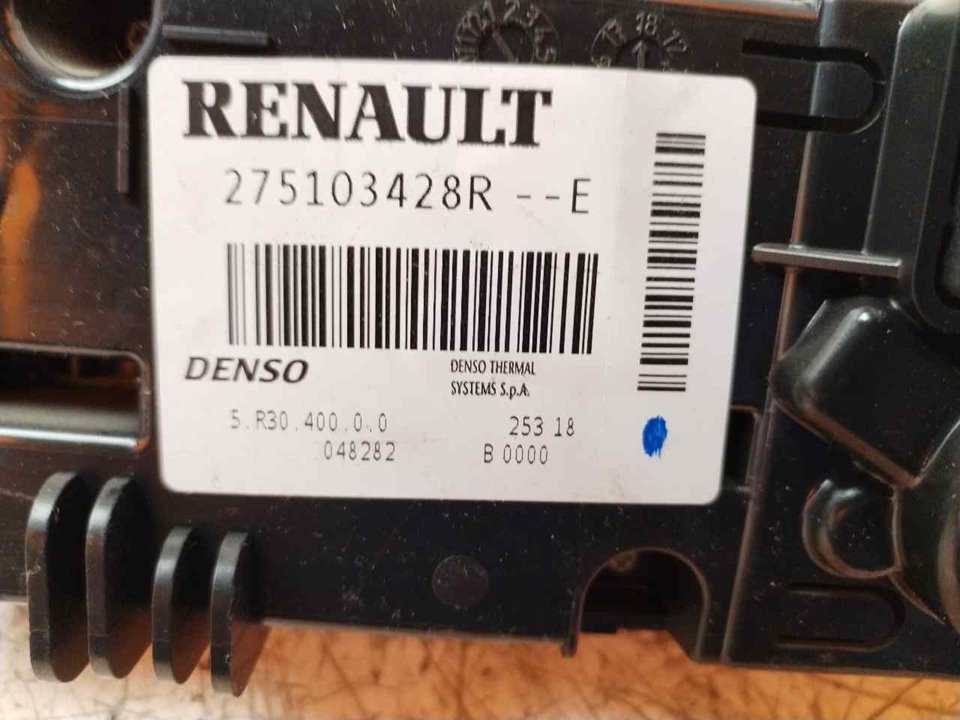 RENAULT
275103428R --E
DENSO
DENSO THERMAL
SYSTEMS S.p.A.
5.R30.400.0.0
253 18
048282
B 0000